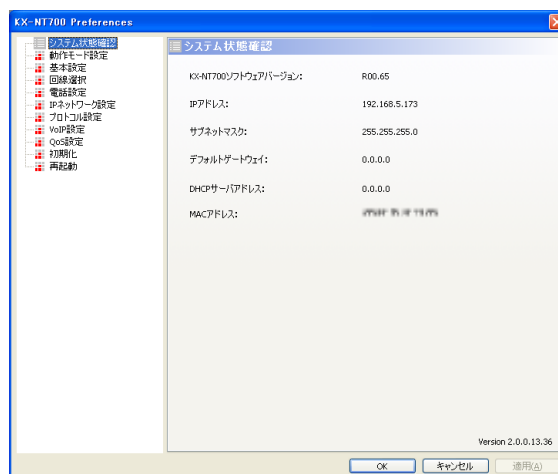 KX-NT700 Preferences
システム状態確認
動作モード設定
基本設定
回線選択
電話設定
IPネットワーク設定
プロトコル設定
VoIP設定
QoS設定
初期化
再起動
システム状態確認
KX-NT700ソフトウェアバージョン: R00.65
IPアドレス: 192.168.5.173
サブネットマスク: 255.255.255.0
デフォルトゲートウェイ: 0.0.0.0
DHCPサーバアドレス: 0.0.0.0
MACアドレス:
Version 2.0.0.13.36
OK キャンセル 適用(A)